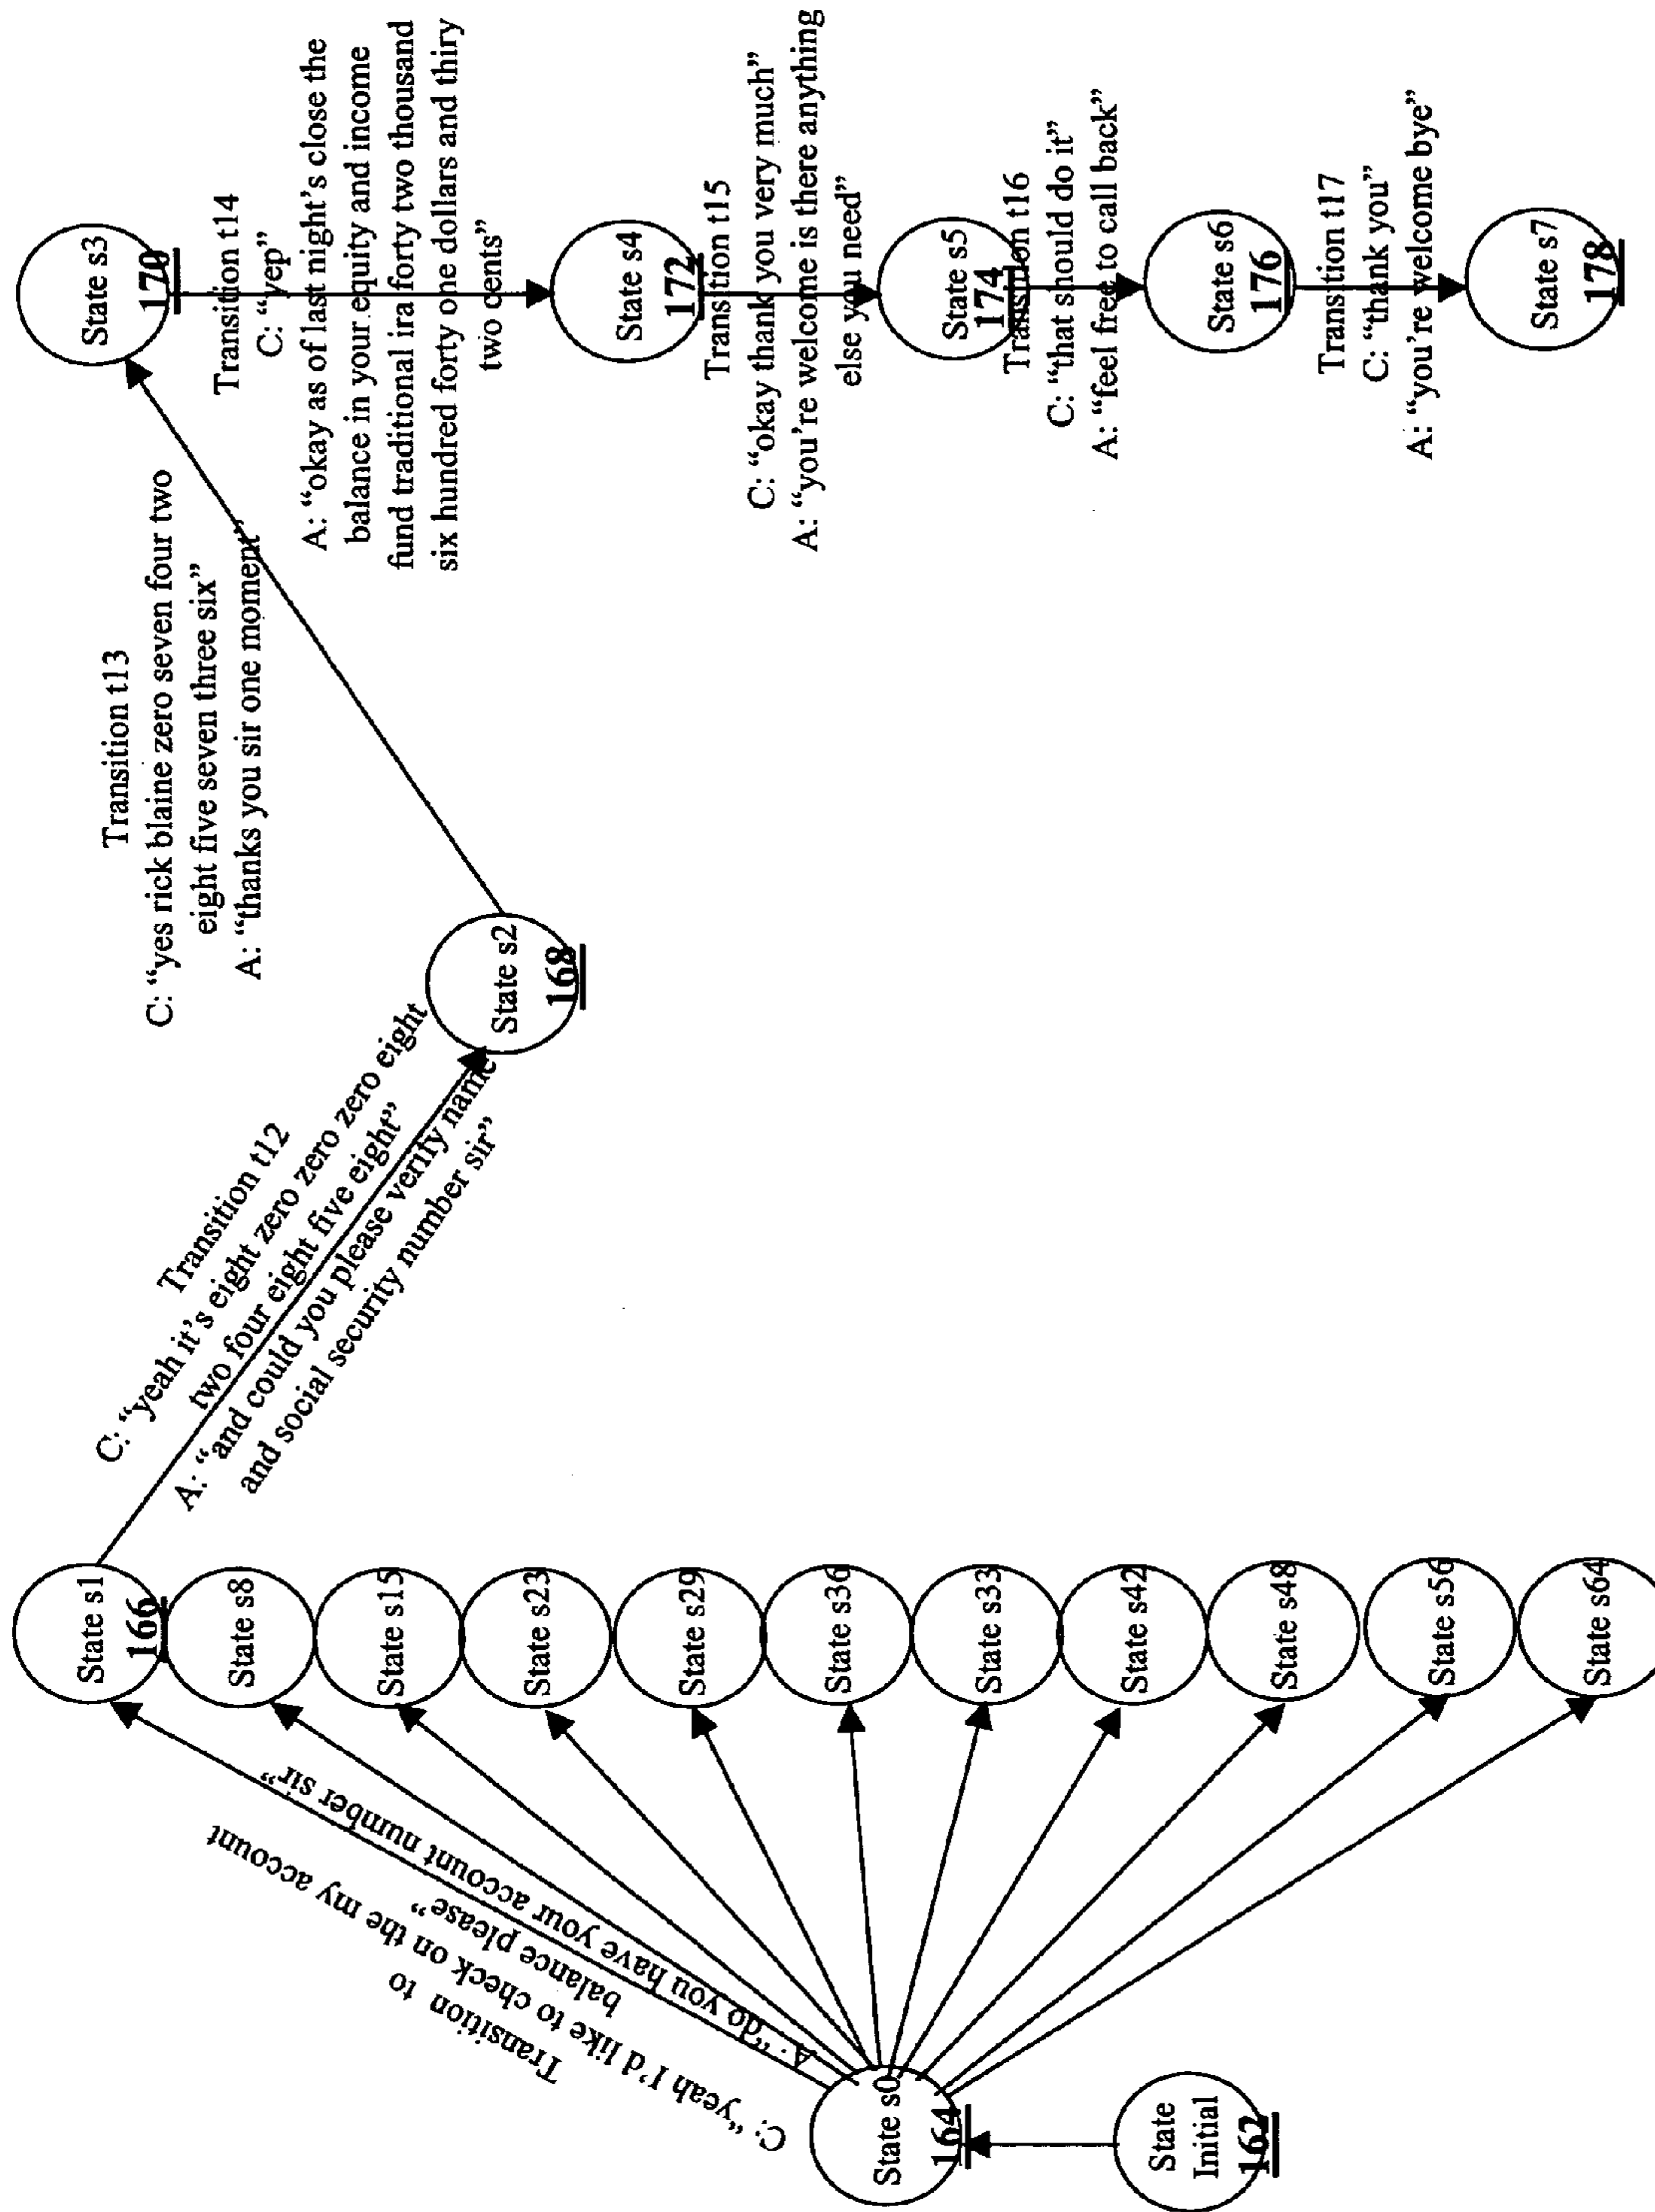 State
Initial
162
State s0
164
Transition to
C: “yeah I’d like to check on the my account
balance please”
A: “do you have your account number sir”
State s1
166
State s8
State s15
State s23
State s29
State s36
State s33
State s42
State s48
State s56
State s64
Transition t12
C: “yeah it’s eight zero zero zero zero eight
two four eight five eight”
A: “and could you please verify name
and social security number sir”
State s2
168
Transition t13
C: “yes rick blaine zero seven four two
eight five seven three six”
A: “thanks you sir one moment”
State s3
170
Transition t14
C: “yep”
A: “okay as of last night’s close the
balance in your equity and income
fund traditional ira forty two thousand
six hundred forty one dollars and thiry
two cents”
State s4
172
Transition t15
C: “okay thank you very much”
A: “you’re welcome is there anything
else you need”
State s5
174
Transition t16
C: “that should do it”
A: “feel free to call back”
State s6
176
Transition t17
C: “thank you”
A: “you’re welcome bye”
State s7
178